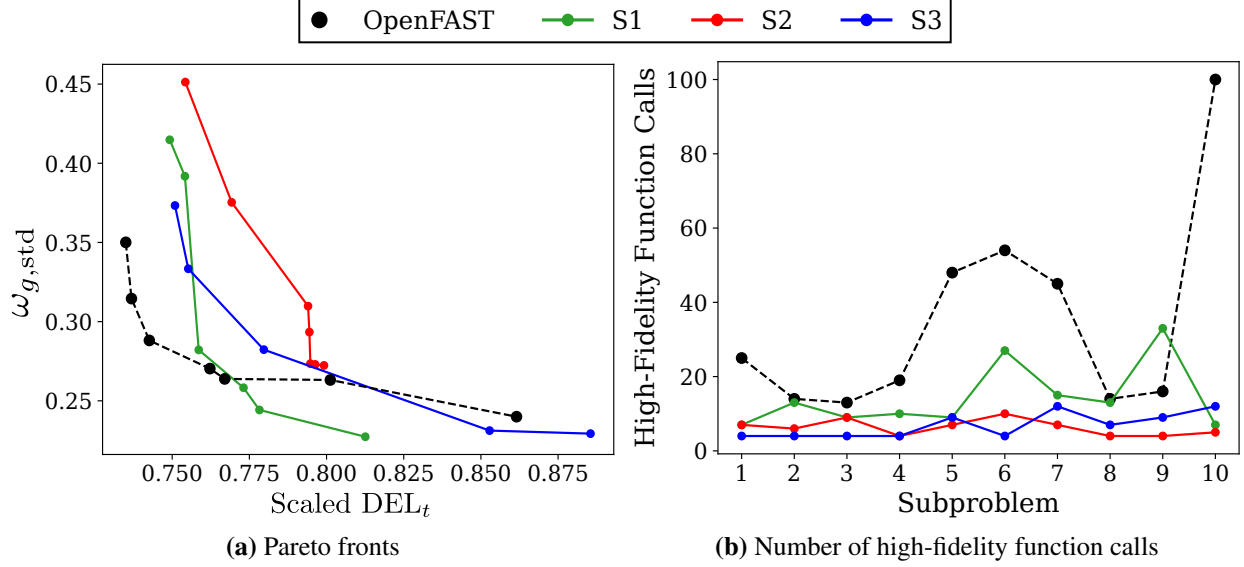 OpenFAST S1 S2 S3
0.45
0.40
0.35
0.30
0.25
ω_{g,std}
0.750 0.775 0.800 0.825 0.850 0.875
Scaled DEL_t
(a) Pareto fronts
100
80
60
40
20
0
High-Fidelity Function Calls
1 2 3 4 5 6 7 8 9 10
Subproblem
(b) Number of high-fidelity function calls